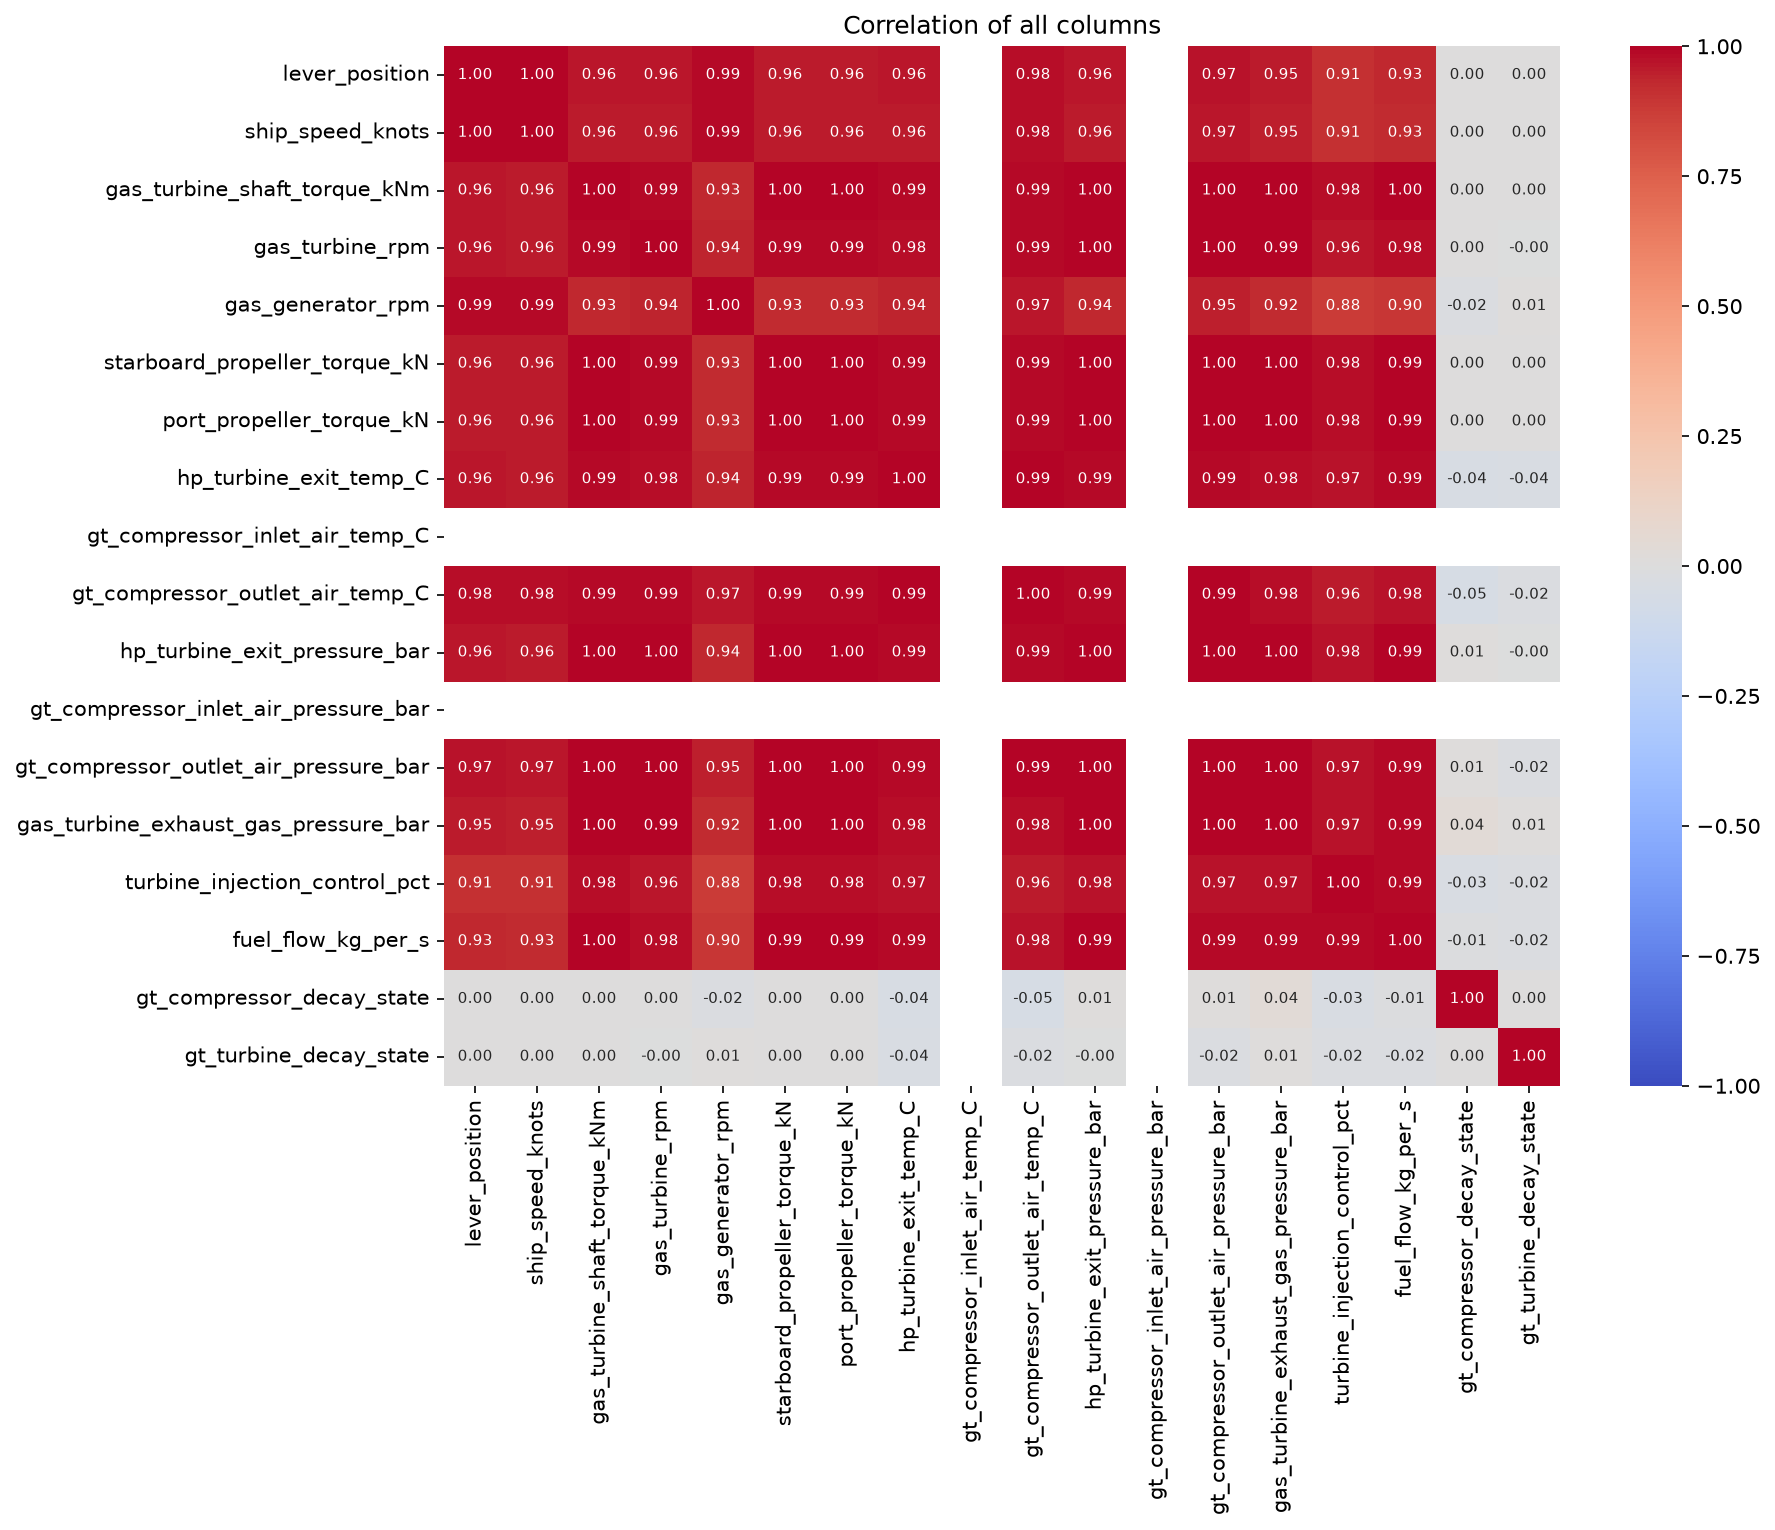 Correlation of all columns
lever_position 1.00 1.00 0.96 0.96 0.99 0.96 0.96 0.96 0.98 0.96 0.97 0.95 0.91 0.93 0.00 0.00
ship_speed_knots 1.00 1.00 0.96 0.96 0.99 0.96 0.96 0.96 0.98 0.96 0.97 0.95 0.91 0.93 0.00 0.00
gas_turbine_shaft_torque_kNm 0.96 0.96 1.00 0.99 0.93 1.00 1.00 0.99 0.99 1.00 1.00 1.00 0.98 1.00 0.00 0.00
gas_turbine_rpm 0.96 0.96 0.99 1.00 0.94 0.99 0.99 0.98 0.99 1.00 1.00 0.99 0.96 0.98 0.00 -0.00
gas_generator_rpm 0.99 0.99 0.93 0.94 1.00 0.93 0.93 0.94 0.97 0.94 0.95 0.92 0.88 0.90 -0.02 0.01
starboard_propeller_torque_kN 0.96 0.96 1.00 0.99 0.93 1.00 1.00 0.99 0.99 1.00 1.00 1.00 0.98 0.99 0.00 0.00
port_propeller_torque_kN 0.96 0.96 1.00 0.99 0.93 1.00 1.00 0.99 0.99 1.00 1.00 1.00 0.98 0.99 0.00 0.00
hp_turbine_exit_temp_C 0.96 0.96 0.99 0.98 0.94 0.99 0.99 1.00 0.99 0.99 0.99 0.98 0.97 0.99 -0.04 -0.04
gt_compressor_inlet_air_temp_C
gt_compressor_outlet_air_temp_C 0.98 0.98 0.99 0.99 0.97 0.99 0.99 0.99 1.00 0.99 0.99 0.98 0.96 0.98 -0.05 -0.02
hp_turbine_exit_pressure_bar 0.96 0.96 1.00 1.00 0.94 1.00 1.00 0.99 0.99 1.00 1.00 1.00 0.98 0.99 0.01 -0.00
gt_compressor_inlet_air_pressure_bar
gt_compressor_outlet_air_pressure_bar 0.97 0.97 1.00 1.00 0.95 1.00 1.00 0.99 0.99 1.00 1.00 1.00 0.97 0.99 0.01 -0.02
gas_turbine_exhaust_gas_pressure_bar 0.95 0.95 1.00 0.99 0.92 1.00 1.00 0.98 0.98 1.00 1.00 1.00 0.97 0.99 0.04 0.01
turbine_injection_control_pct 0.91 0.91 0.98 0.96 0.88 0.98 0.98 0.97 0.96 0.98 0.97 0.97 1.00 0.99 -0.03 -0.02
fuel_flow_kg_per_s 0.93 0.93 1.00 0.98 0.90 0.99 0.99 0.99 0.98 0.99 0.99 0.99 0.99 1.00 -0.01 -0.02
gt_compressor_decay_state 0.00 0.00 0.00 0.00 -0.02 0.00 0.00 -0.04 -0.05 0.01 0.01 0.04 -0.03 -0.01 1.00 0.00
gt_turbine_decay_state 0.00 0.00 0.00 -0.00 0.01 0.00 0.00 -0.04 -0.02 -0.00 -0.02 0.01 -0.02 -0.02 0.00 1.00
lever_position
ship_speed_knots
gas_turbine_shaft_torque_kNm
gas_turbine_rpm
gas_generator_rpm
starboard_propeller_torque_kN
port_propeller_torque_kN
hp_turbine_exit_temp_C
gt_compressor_inlet_air_temp_C
gt_compressor_outlet_air_temp_C
hp_turbine_exit_pressure_bar
gt_compressor_inlet_air_pressure_bar
gt_compressor_outlet_air_pressure_bar
gas_turbine_exhaust_gas_pressure_bar
turbine_injection_control_pct
fuel_flow_kg_per_s
gt_compressor_decay_state
gt_turbine_decay_state
1.00
0.75
0.50
0.25
0.00
−0.25
−0.50
−0.75
−1.00